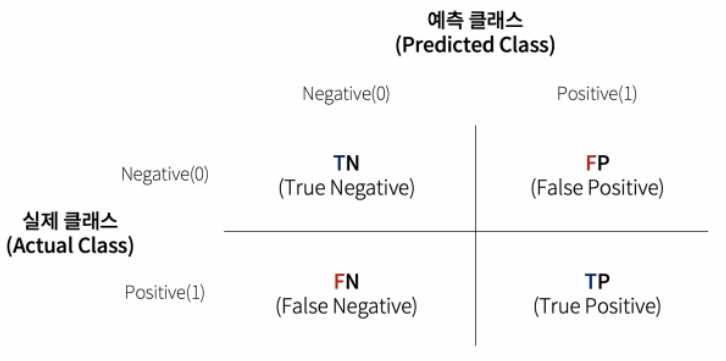 예측 클래스
(Predicted Class)
Negative(0) Positive(1)
Negative(0)
TN FP
(True Negative) (False Positive)
실제 클래스
(Actual Class)
Positive(1)
FN TP
(False Negative) (True Positive)